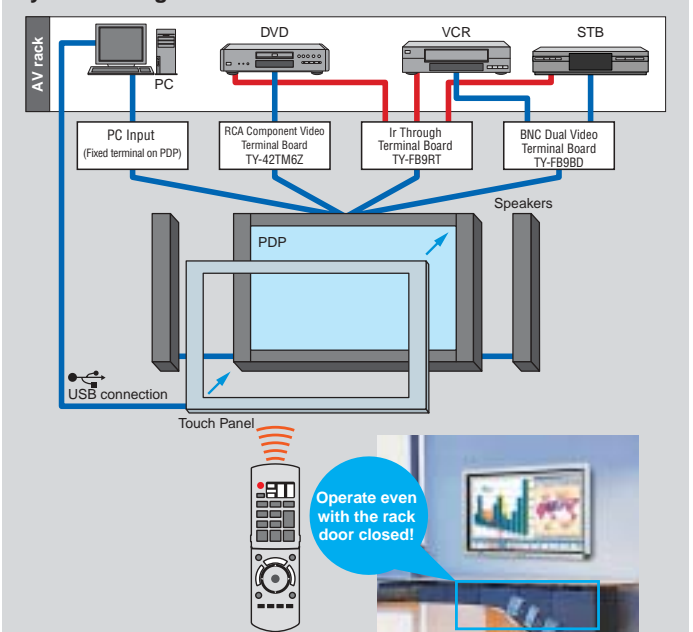 DVD
VCR
STB
AV rack
PC
PC Input
(Fixed terminal on PDP)
RCA Component Video
Terminal Board
TY-42TM6Z
Ir Through
Terminal Board
TY-FB9RT
BNC Dual Video
Terminal Board
TY-FB9BD
Speakers
PDP
USB connection
Touch Panel
Operate even
with the rack
door closed!